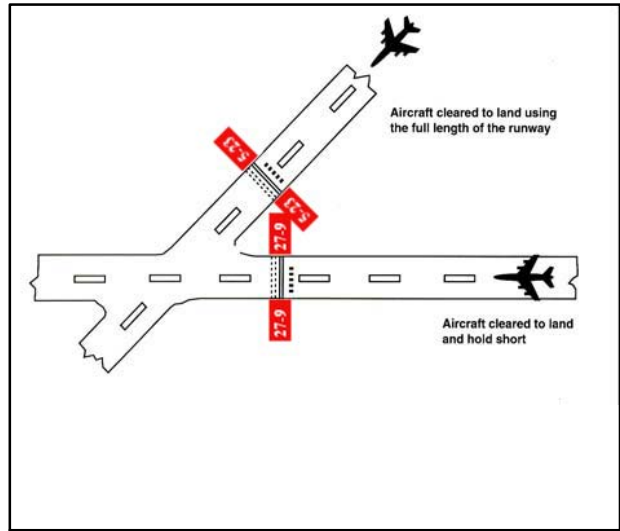 5-23
Aircraft cleared to land using
the full length of the runway
5-23
27-9
27-9
Aircraft cleared to land
and hold short